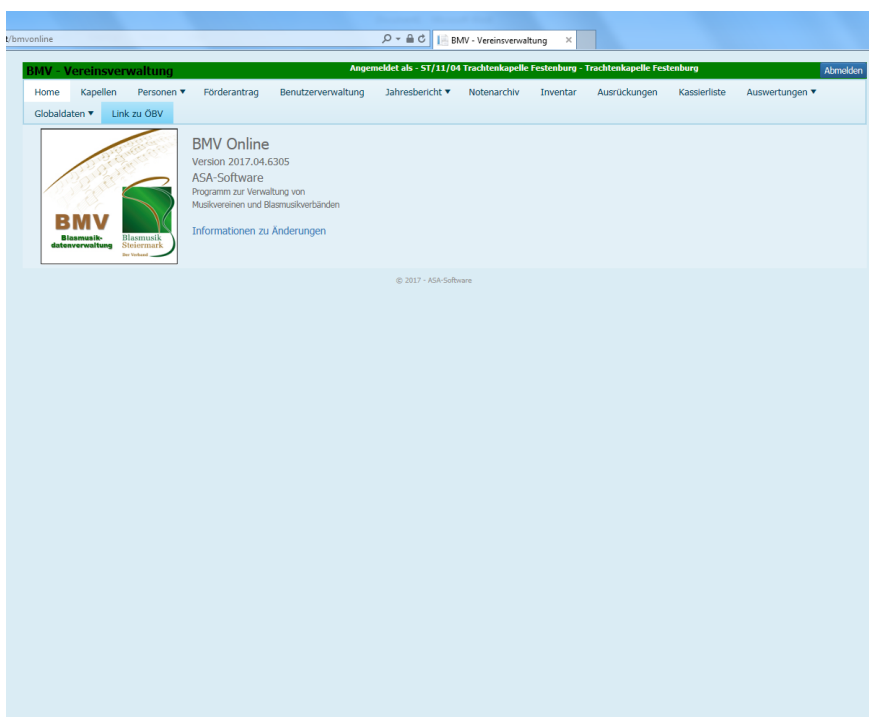 t/bmvonline
BMV - Vereinsverwaltung
BMV - Vereinsverwaltung Angemeldet als - ST/11/04 Trachtenkapelle Festenburg - Trachtenkapelle Festenburg Abmelden
Home Kapellen Personen Förderantrag Benutzerverwaltung Jahresbericht Notenarchiv Inventar Ausrückungen Kassierliste Auswertungen
Globaldaten Link zu ÖBV
BMV
Blasmusik-
datenverwaltung
Blasmusik
Steiermark
Der Verband
BMV Online
Version 2017.04.6305
ASA-Software
Programm zur Verwaltung von
Musikvereinen und Blasmusikverbänden
Informationen zu Änderungen
© 2017 - ASA-Software